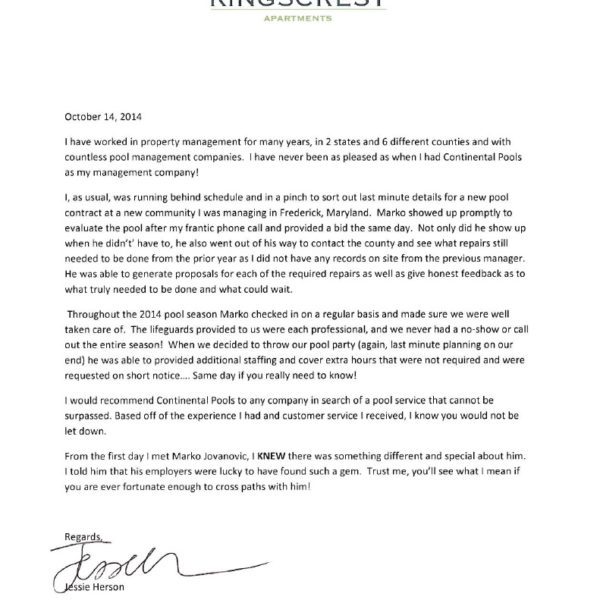 KINGSCREST
APARTMENTS
October 14, 2014
I have worked in property management for many years, in 2 states and 6 different counties and with
countless pool management companies.  I have never been as pleased as when I had Continental Pools
as my management company!
I, as usual, was running behind schedule and in a pinch to sort out last minute details for a new pool
contract at a new community I was managing in Frederick, Maryland.  Marko showed up promptly to
evaluate the pool after my frantic phone call and provided a bid the same day.  Not only did he show up
when he didn't' have to, he also went out of his way to contact the county and see what repairs still
needed to be done from the prior year as I did not have any records on site from the previous manager.
He was able to generate proposals for each of the required repairs as well as give honest feedback as to
what truly needed to be done and what could wait.
Throughout the 2014 pool season Marko checked in on a regular basis and made sure we were well
taken care of.  The lifeguards provided to us were each professional, and we never had a no-show or call
out the entire season!  When we decided to throw our pool party (again, last minute planning on our
end) he was able to provided additional staffing and cover extra hours that were not required and were
requested on short notice.... Same day if you really need to know!
I would recommend Continental Pools to any company in search of a pool service that cannot be
surpassed. Based off of the experience I had and customer service I received, I know you would not be
let down.
From the first day I met Marko Jovanovic, I KNEW there was something different and special about him.
I told him that his employers were lucky to have found such a gem.  Trust me, you'll see what I mean if
you are ever fortunate enough to cross paths with him!
Regards,
Jessie Herson